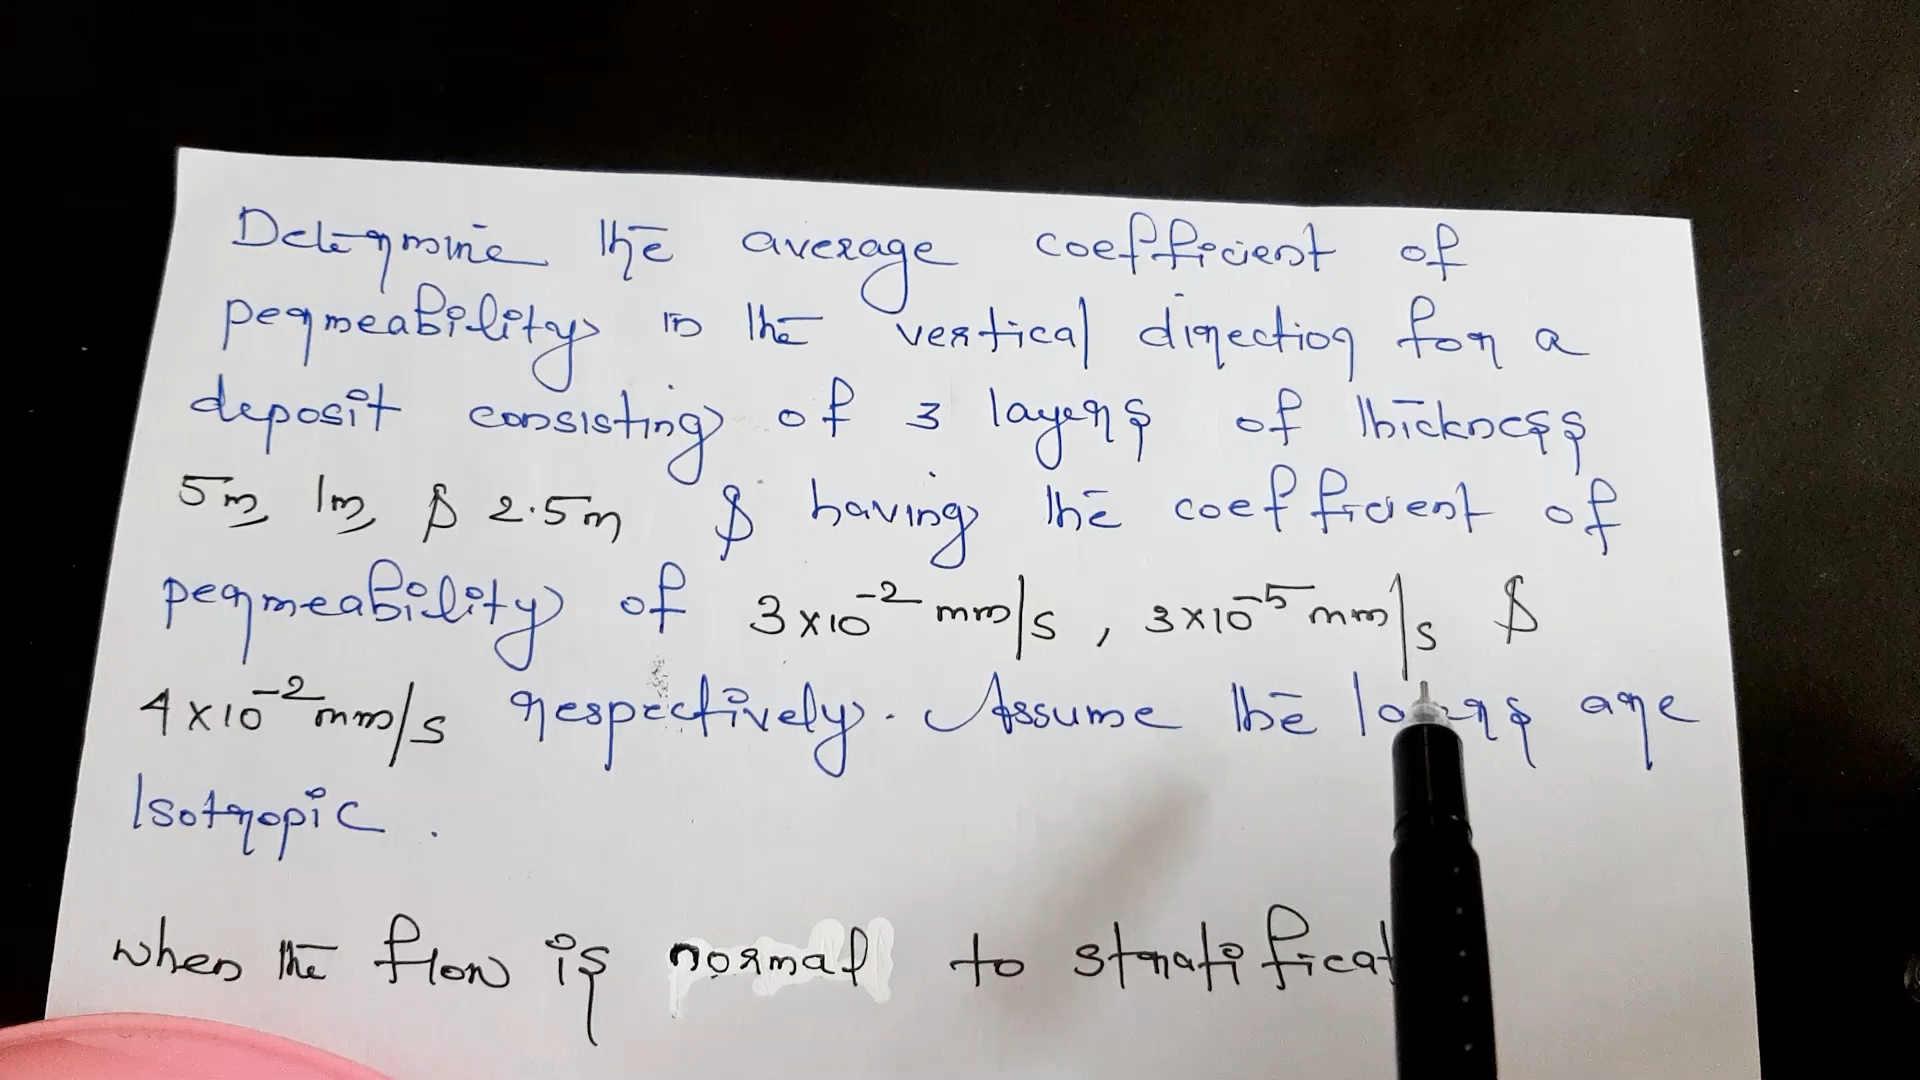 Determine the average coefficient of
permeability in the vertical direction for a
deposit consisting of 3 layers of thickness
5m, 1m, & 2.5m & having the coefficient of
permeability of 3×10⁻² mm/s, 3×10⁻⁵ mm/s &
4×10⁻² mm/s respectively. Assume the are
Isotropic.
when the flow is normal to